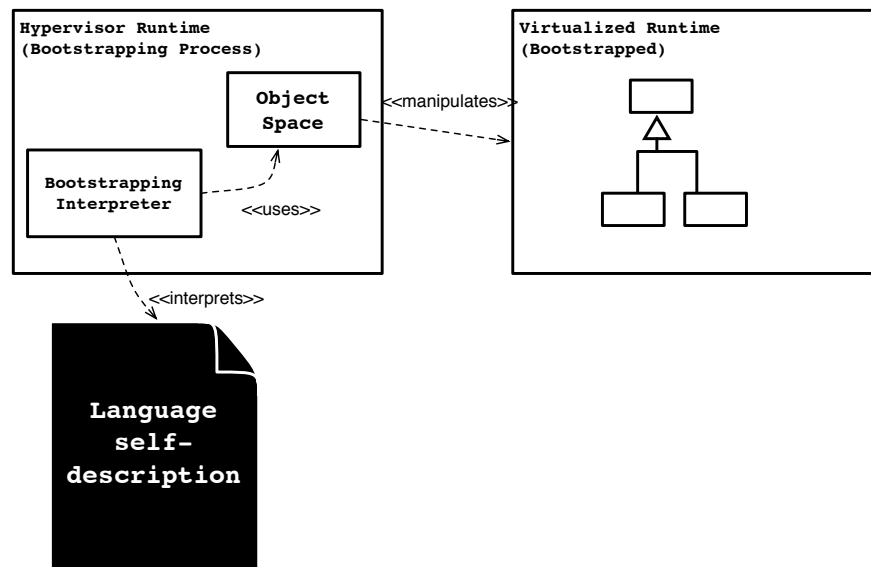 Hypervisor Runtime
(Bootstrapping Process)
Virtualized Runtime
(Bootstrapped)
Object
Space
<<manipulates>>
Bootstrapping
Interpreter
<<uses>>
<<interprets>>
Language
self-
description